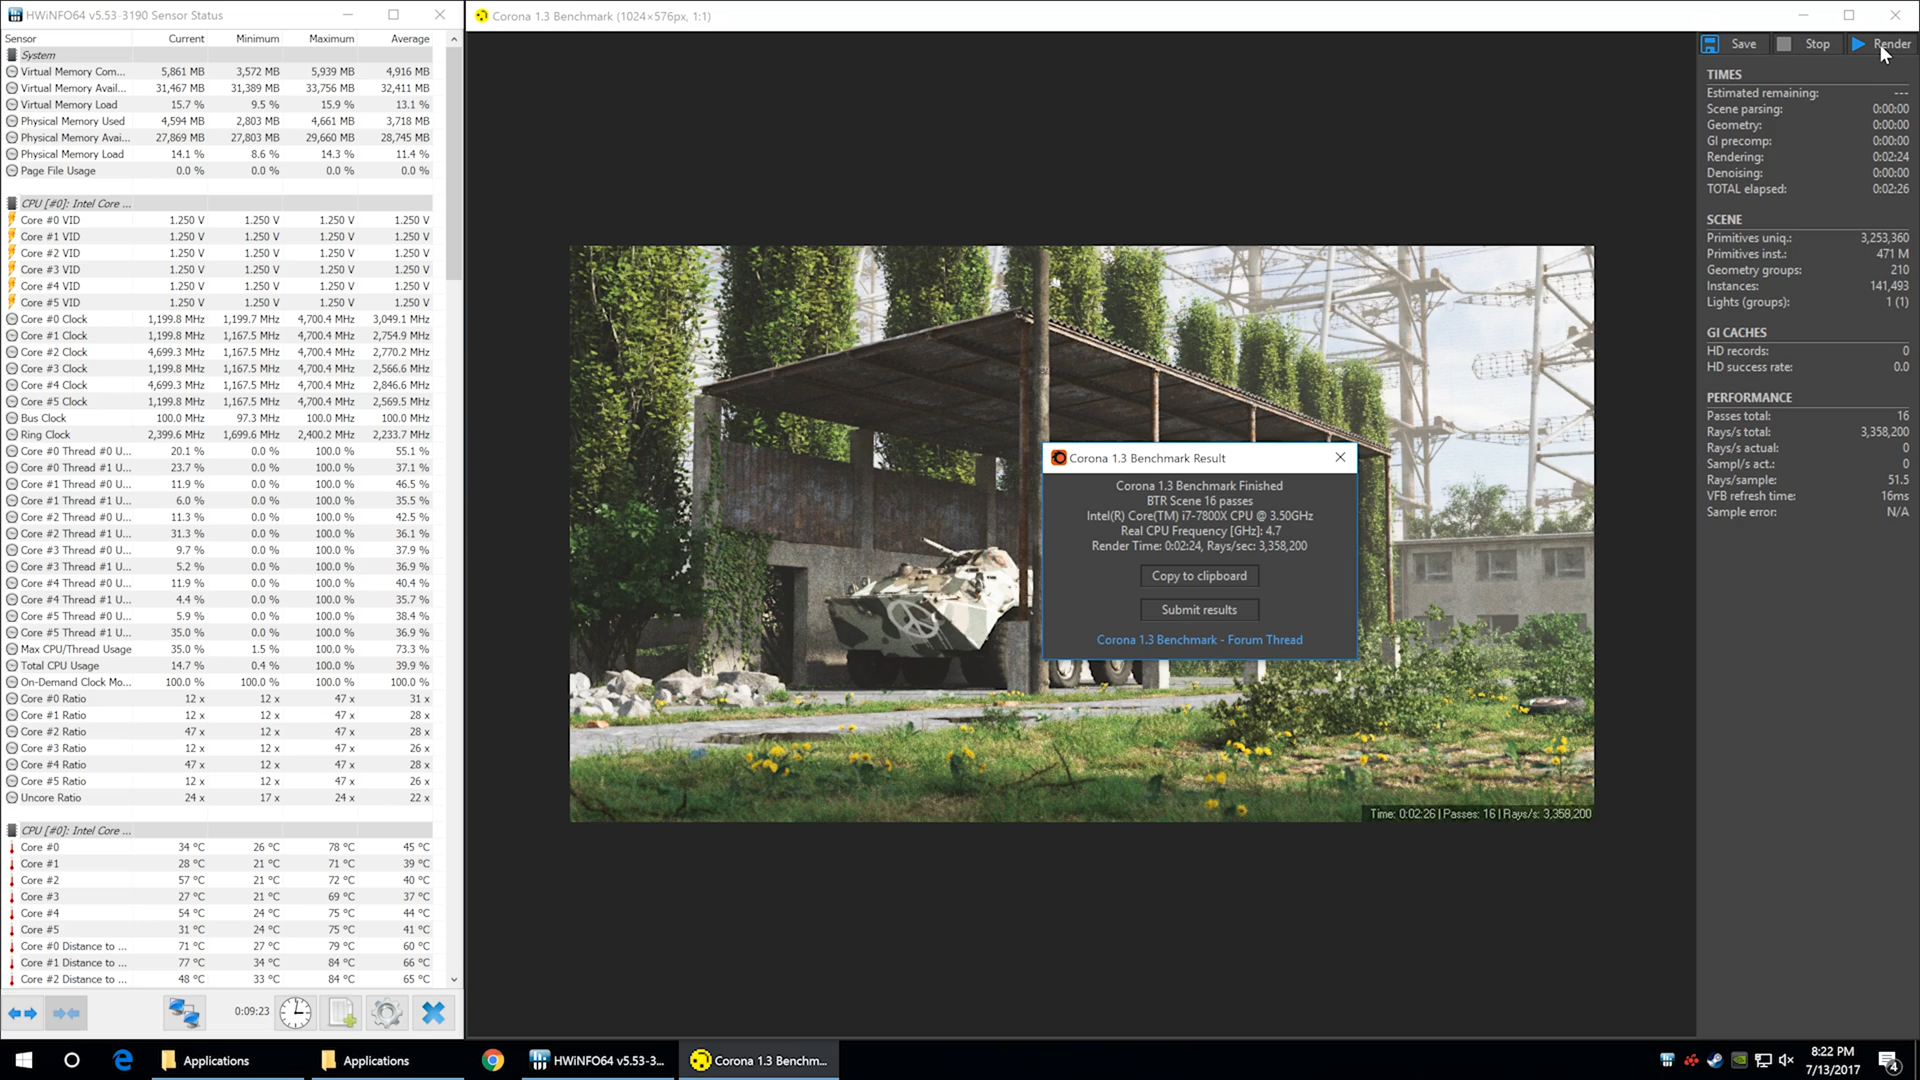 HWiNFO64 v5.53-3190 Sensor Status
Sensor Current Minimum Maximum Average
System
Virtual Memory Com... 5,861 MB 3,572 MB 5,939 MB 4,916 MB
Virtual Memory Avail... 31,467 MB 31,389 MB 33,756 MB 32,411 MB
Virtual Memory Load 15.7 % 9.5 % 15.9 % 13.1 %
Physical Memory Used 4,594 MB 2,803 MB 4,661 MB 3,718 MB
Physical Memory Avai... 27,869 MB 27,803 MB 29,660 MB 28,745 MB
Physical Memory Load 14.1 % 8.6 % 14.3 % 11.4 %
Page File Usage 0.0 % 0.0 % 0.0 % 0.0 %
CPU [#0]: Intel Core ...
Core #0 VID 1.250 V 1.250 V 1.250 V 1.250 V
Core #1 VID 1.250 V 1.250 V 1.250 V 1.250 V
Core #2 VID 1.250 V 1.250 V 1.250 V 1.250 V
Core #3 VID 1.250 V 1.250 V 1.250 V 1.250 V
Core #4 VID 1.250 V 1.250 V 1.250 V 1.250 V
Core #5 VID 1.250 V 1.250 V 1.250 V 1.250 V
Core #0 Clock 1,199.8 MHz 1,199.7 MHz 4,700.4 MHz 3,049.1 MHz
Core #1 Clock 1,199.8 MHz 1,167.5 MHz 4,700.4 MHz 2,754.9 MHz
Core #2 Clock 4,699.3 MHz 1,167.5 MHz 4,700.4 MHz 2,770.2 MHz
Core #3 Clock 1,199.8 MHz 1,167.5 MHz 4,700.4 MHz 2,566.6 MHz
Core #4 Clock 4,699.3 MHz 1,167.5 MHz 4,700.4 MHz 2,846.6 MHz
Core #5 Clock 1,199.8 MHz 1,167.5 MHz 4,700.4 MHz 2,569.5 MHz
Bus Clock 100.0 MHz 97.3 MHz 100.0 MHz 100.0 MHz
Ring Clock 2,399.6 MHz 1,699.6 MHz 2,400.2 MHz 2,233.7 MHz
Core #0 Thread #0 U... 20.1 % 0.0 % 100.0 % 55.1 %
Core #0 Thread #1 U... 23.7 % 0.0 % 100.0 % 37.1 %
Core #1 Thread #0 U... 11.9 % 0.0 % 100.0 % 46.5 %
Core #1 Thread #1 U... 6.0 % 0.0 % 100.0 % 35.5 %
Core #2 Thread #0 U... 11.3 % 0.0 % 100.0 % 42.5 %
Core #2 Thread #1 U... 31.3 % 0.0 % 100.0 % 36.1 %
Core #3 Thread #0 U... 9.7 % 0.0 % 100.0 % 37.9 %
Core #3 Thread #1 U... 5.2 % 0.0 % 100.0 % 36.9 %
Core #4 Thread #0 U... 11.9 % 0.0 % 100.0 % 40.4 %
Core #4 Thread #1 U... 4.4 % 0.0 % 100.0 % 35.7 %
Core #5 Thread #0 U... 5.9 % 0.0 % 100.0 % 38.4 %
Core #5 Thread #1 U... 35.0 % 0.0 % 100.0 % 36.9 %
Max CPU/Thread Usage 35.0 % 1.5 % 100.0 % 73.3 %
Total CPU Usage 14.7 % 0.4 % 100.0 % 39.9 %
On-Demand Clock Mo... 100.0 % 100.0 % 100.0 % 100.0 %
Core #0 Ratio 12 x 12 x 47 x 31 x
Core #1 Ratio 12 x 12 x 47 x 28 x
Core #2 Ratio 47 x 12 x 47 x 28 x
Core #3 Ratio 12 x 12 x 47 x 26 x
Core #4 Ratio 47 x 12 x 47 x 28 x
Core #5 Ratio 12 x 12 x 47 x 26 x
Uncore Ratio 24 x 17 x 24 x 22 x
CPU [#0]: Intel Core ...
Core #0 34 °C 26 °C 78 °C 45 °C
Core #1 28 °C 21 °C 71 °C 39 °C
Core #2 57 °C 21 °C 72 °C 40 °C
Core #3 27 °C 21 °C 69 °C 37 °C
Core #4 54 °C 24 °C 75 °C 44 °C
Core #5 31 °C 24 °C 75 °C 41 °C
Core #0 Distance to ... 71 °C 27 °C 79 °C 60 °C
Core #1 Distance to ... 77 °C 34 °C 84 °C 66 °C
Core #2 Distance to ... 48 °C 33 °C 84 °C 65 °C
0:09:23
Corona 1.3 Benchmark (1024×576px, 1:1)
Save Stop Render
TIMES
Estimated remaining: ---
Scene parsing: 0:00:00
Geometry: 0:00:00
GI precomp: 0:00:00
Rendering: 0:02:24
Denoising: 0:00:00
TOTAL elapsed: 0:02:26
SCENE
Primitives uniq.: 3,253,360
Primitives inst.: 471 M
Geometry groups: 210
Instances: 141,493
Lights (groups): 1 (1)
GI CACHES
HD records: 0
HD success rate: 0.0
PERFORMANCE
Passes total: 16
Rays/s total: 3,358,200
Rays/s actual: 0
Sampl/s act.: 0
Rays/sample: 51.5
VFB refresh time: 16ms
Sample error: N/A
Corona 1.3 Benchmark Result
Corona 1.3 Benchmark Finished
BTR Scene 16 passes
Intel(R) Core(TM) i7-7800X CPU @ 3.50GHz
Real CPU Frequency [GHz]: 4.7
Render Time: 0:02:24, Rays/sec: 3,358,200
Copy to clipboard
Submit results
Corona 1.3 Benchmark - Forum Thread
Time: 0:02:26 | Passes: 16 | Rays/s: 3,358,200
Applications
Applications
HWiNFO64 v5.53-3...
Corona 1.3 Benchm...
8:22 PM
7/13/2017
4